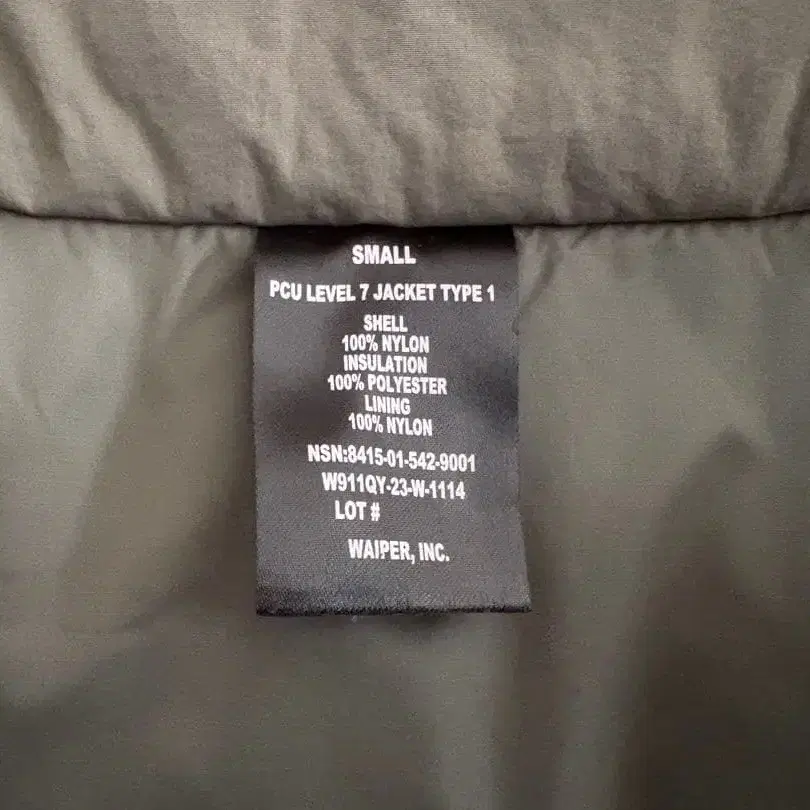 SMALL
PCU LEVEL 7 JACKET TYPE 1
SHELL
100% NYLON
INSULATION
100% POLYESTER
LINING
100% NYLON
NSN:8415-01-542-9001
W911QY-23-W-1114
LOT #
WAIPER, INC.